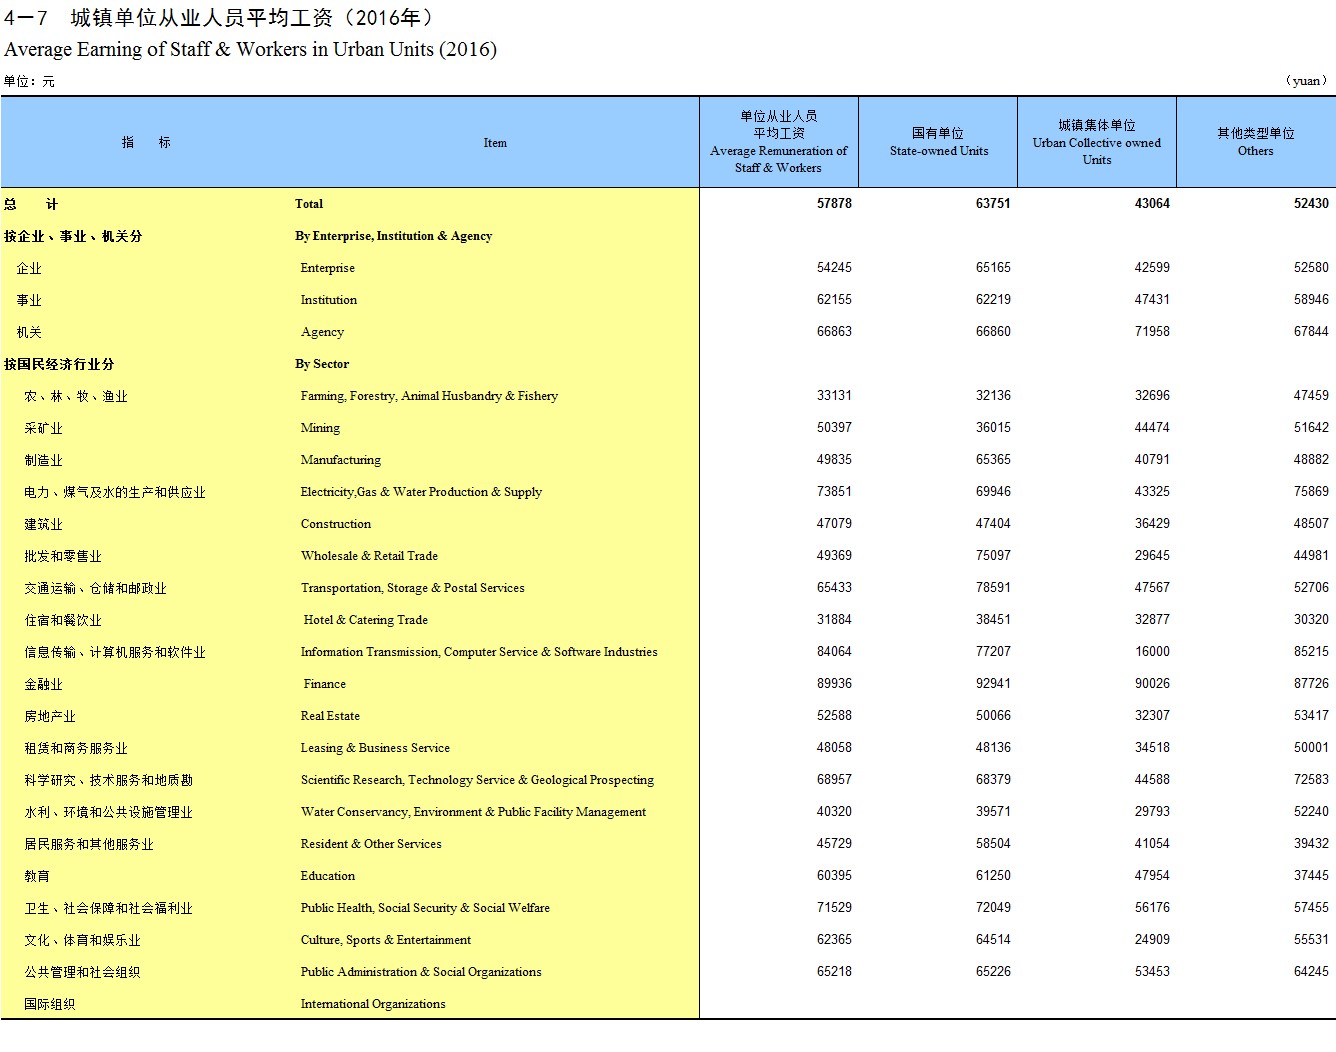 4－7　城镇单位从业人员平均工资（2016年）
Average Earning of Staff & Workers in Urban Units (2016)
单位：元 （yuan）
指　　标 Item 单位从业人员平均工资 Average Remuneration of Staff & Workers 国有单位 State-owned Units 城镇集体单位 Urban Collective owned Units 其他类型单位 Others
总　　计 Total 57878 63751 43064 52430
按企业、事业、机关分 By Enterprise, Institution & Agency
企业 Enterprise 54245 65165 42599 52580
事业 Institution 62155 62219 47431 58946
机关 Agency 66863 66860 71958 67844
按国民经济行业分 By Sector
农、林、牧、渔业 Farming, Forestry, Animal Husbandry & Fishery 33131 32136 32696 47459
采矿业 Mining 50397 36015 44474 51642
制造业 Manufacturing 49835 65365 40791 48882
电力、煤气及水的生产和供应业 Electricity,Gas & Water Production & Supply 73851 69946 43325 75869
建筑业 Construction 47079 47404 36429 48507
批发和零售业 Wholesale & Retail Trade 49369 75097 29645 44981
交通运输、仓储和邮政业 Transportation, Storage & Postal Services 65433 78591 47567 52706
住宿和餐饮业 Hotel & Catering Trade 31884 38451 32877 30320
信息传输、计算机服务和软件业 Information Transmission, Computer Service & Software Industries 84064 77207 16000 85215
金融业 Finance 89936 92941 90026 87726
房地产业 Real Estate 52588 50066 32307 53417
租赁和商务服务业 Leasing & Business Service 48058 48136 34518 50001
科学研究、技术服务和地质勘 Scientific Research, Technology Service & Geological Prospecting 68957 68379 44588 72583
水利、环境和公共设施管理业 Water Conservancy, Environment & Public Facility Management 40320 39571 29793 52240
居民服务和其他服务业 Resident & Other Services 45729 58504 41054 39432
教育 Education 60395 61250 47954 37445
卫生、社会保障和社会福利业 Public Health, Social Security & Social Welfare 71529 72049 56176 57455
文化、体育和娱乐业 Culture, Sports & Entertainment 62365 64514 24909 55531
公共管理和社会组织 Public Administration & Social Organizations 65218 65226 53453 64245
国际组织 International Organizations